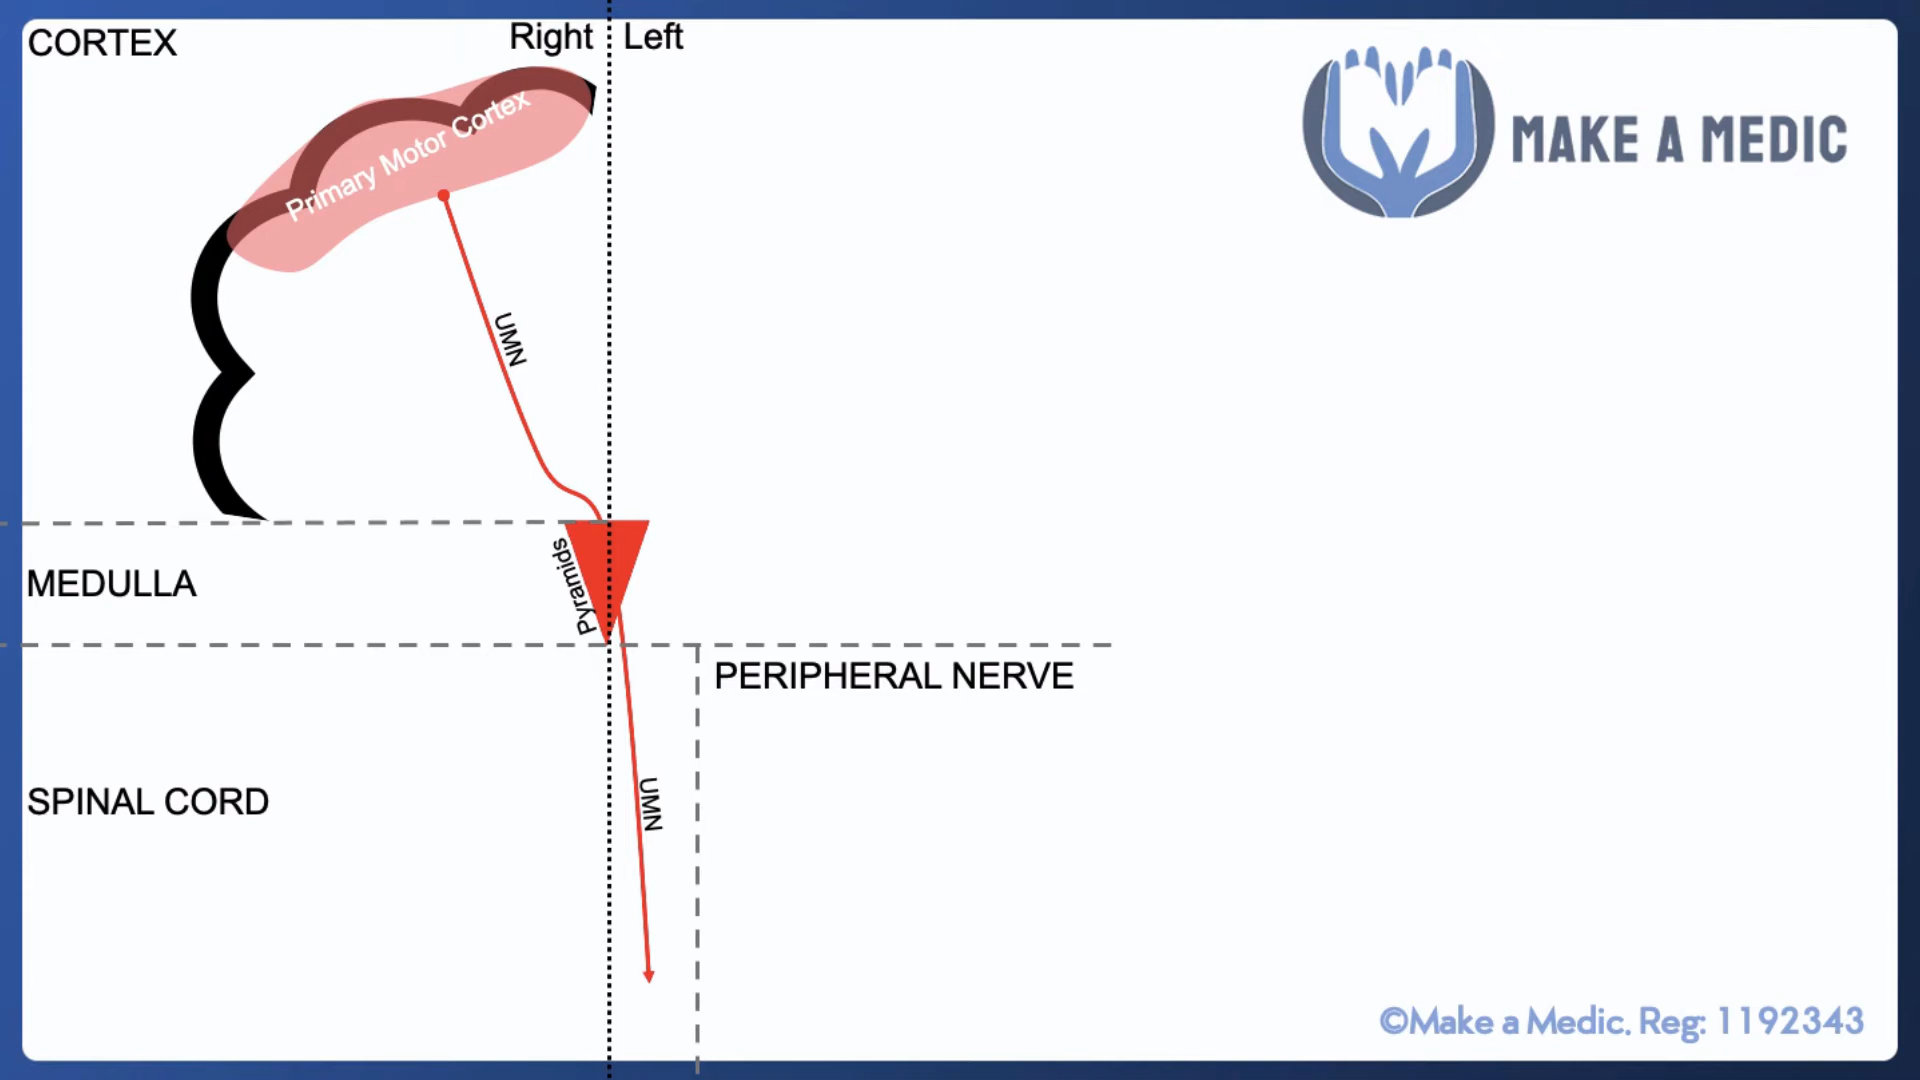 CORTEX
Right
Left
MAKE A MEDIC
Primary Motor Cortex
UMN
Pyramids
MEDULLA
PERIPHERAL NERVE
UMN
SPINAL CORD
©Make a Medic. Reg: 1192343